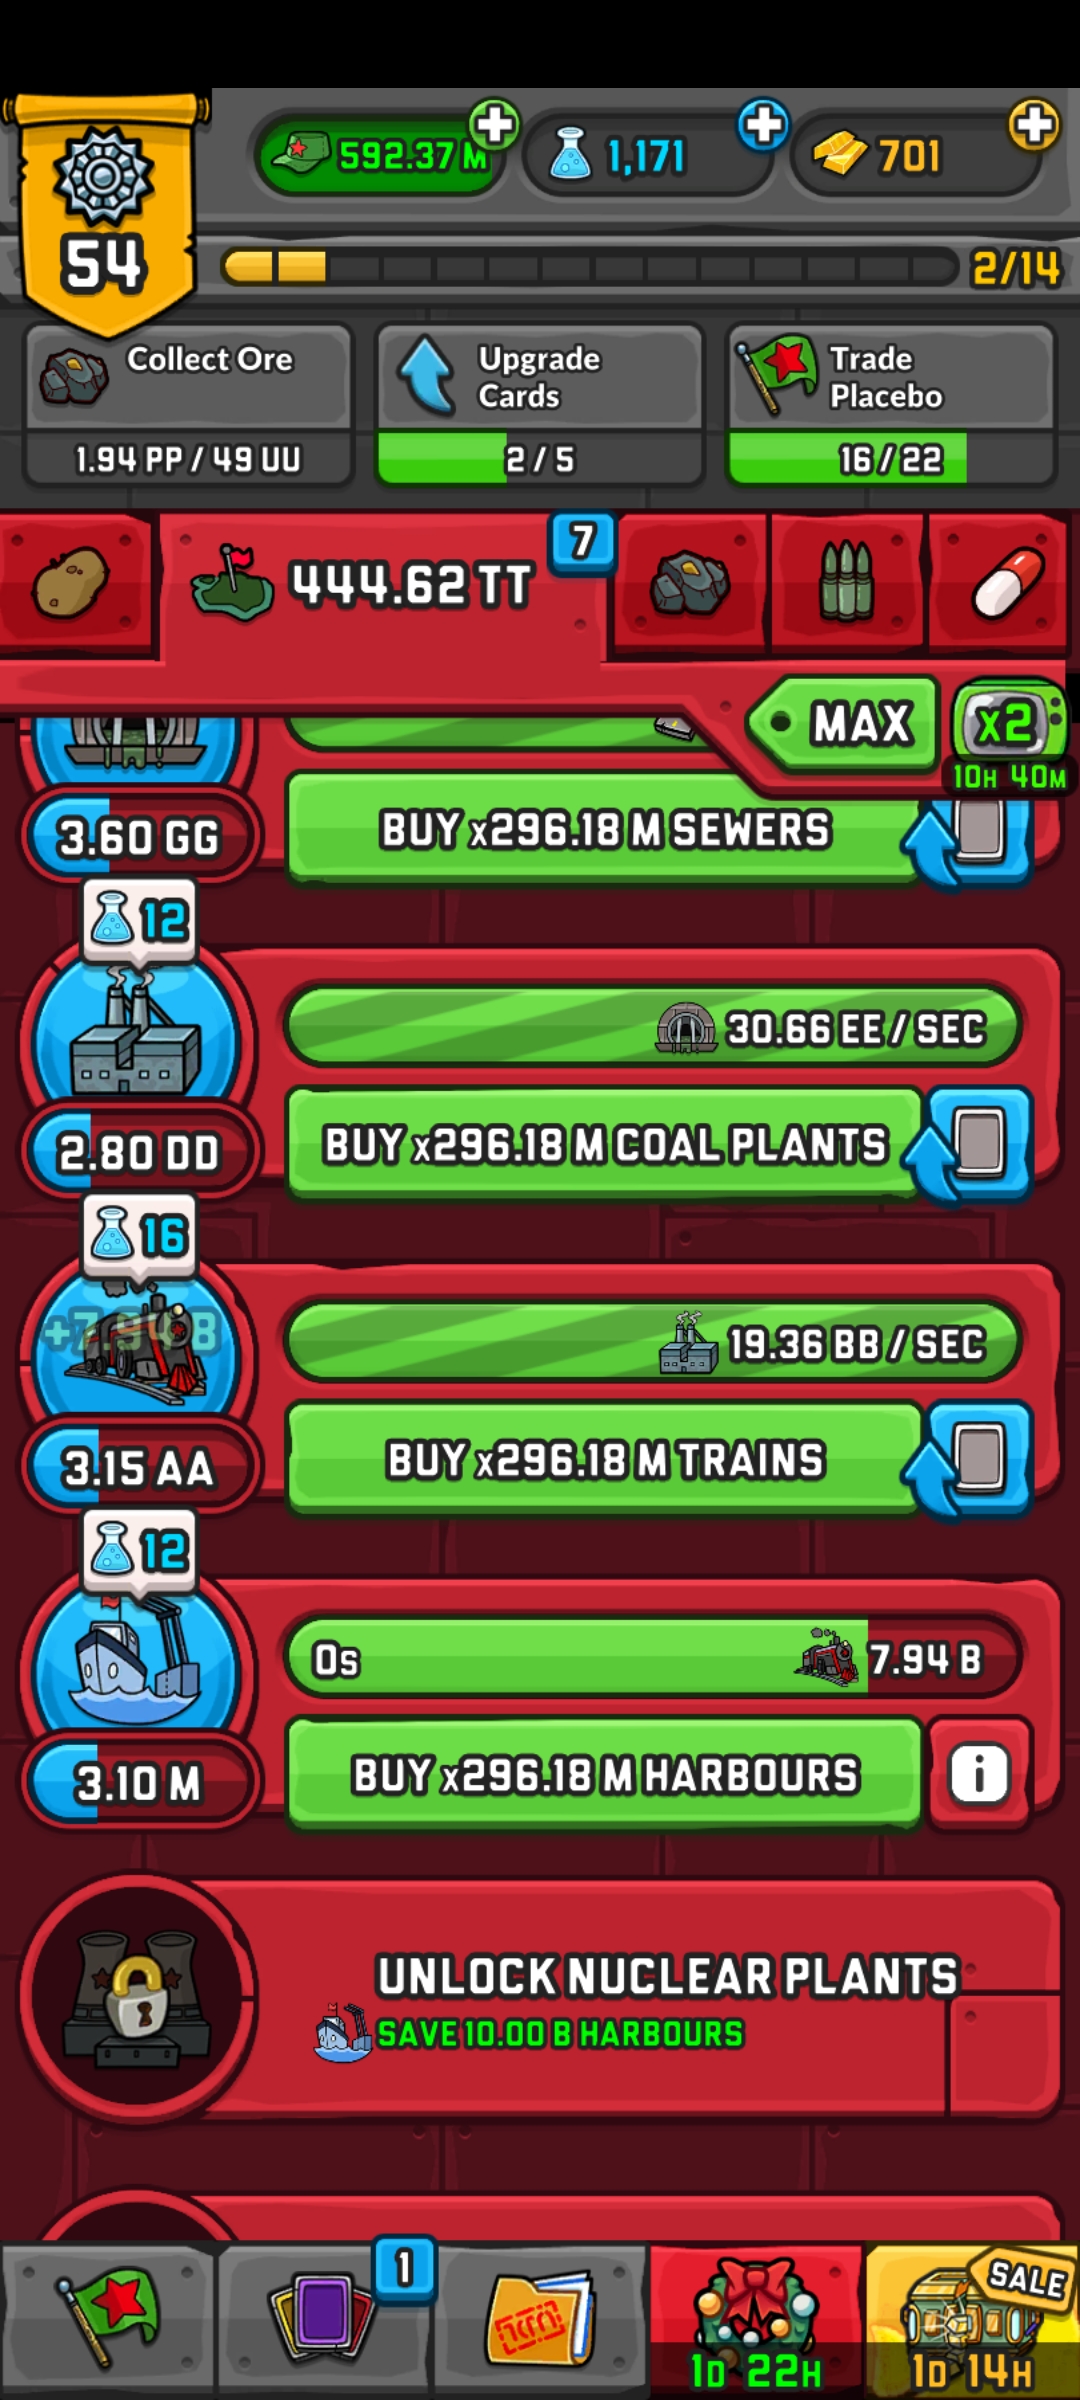 592.37 M
1,171
701
54
2/14
Collect Ore
1.94 PP / 49 UU
Upgrade
Cards
2 / 5
Trade
Placebo
16 / 22
444.62 TT
7
MAX
X2
10H 40M
3.60 GG
BUY x296.18 M SEWERS
12
30.66 EE / SEC
2.80 DD
BUY x296.18 M COAL PLANTS
16
+7.94 B
19.36 BB / SEC
3.15 AA
BUY x296.18 M TRAINS
12
0s
7.94 B
3.10 M
BUY x296.18 M HARBOURS
i
UNLOCK NUCLEAR PLANTS
SAVE 10.00 B HARBOURS
1
SALE
1D 22H
1D 14H